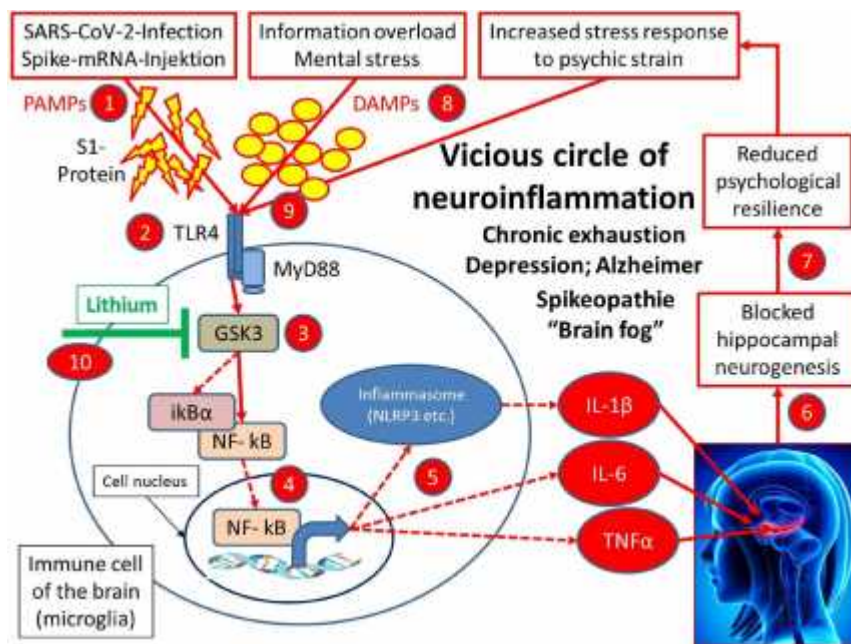 SARS-CoV-2-Infection
Spike-mRNA-Injektion
Information overload
Mental stress
Increased stress response
to psychic strain
PAMPs
1
DAMPs
8
S1-
Protein
Vicious circle of
neuroinflammation
Chronic exhaustion
Depression; Alzheimer
Spikeopathie
“Brain fog”
Reduced
psychological
resilience
9
2
TLR4
MyD88
7
Lithium
GSK3
3
10
Blocked
hippocampal
neurogenesis
ikBα
NF- kB
Inflammasome
(NLRP3 etc.)
IL-1β
6
Cell nucleus
4
5
IL-6
NF- kB
TNFα
Immune cell
of the brain
(microglia)